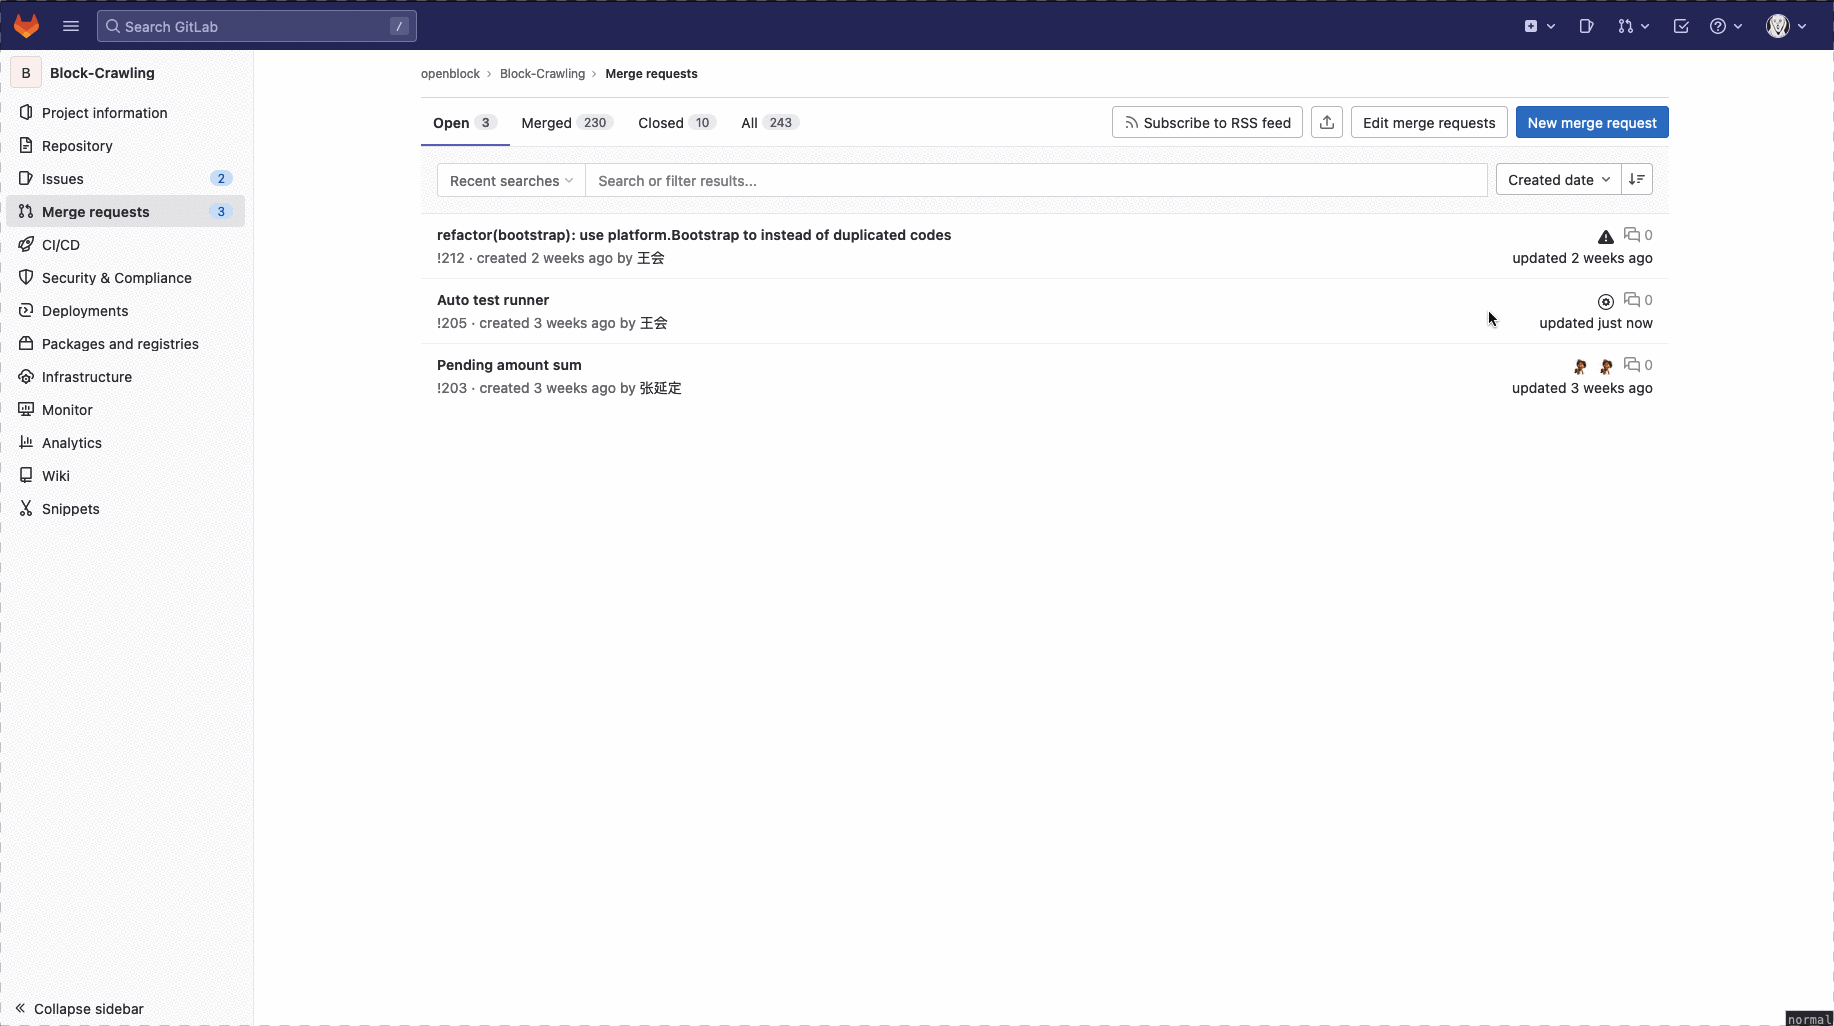 Search GitLab /
B Block-Crawling
Project information
Repository
Issues 2
Merge requests 3
CI/CD
Security & Compliance
Deployments
Packages and registries
Infrastructure
Monitor
Analytics
Wiki
Snippets
Collapse sidebar
openblock › Block-Crawling › Merge requests
Open 3 Merged 230 Closed 10 All 243
Subscribe to RSS feed Edit merge requests New merge request
Recent searches Search or filter results... Created date
refactor(bootstrap): use platform.Bootstrap to instead of duplicated codes 0
!212 · created 2 weeks ago by 王会 updated 2 weeks ago
Auto test runner 0
!205 · created 3 weeks ago by 王会 updated just now
Pending amount sum 0
!203 · created 3 weeks ago by 张延定 updated 3 weeks ago
normal